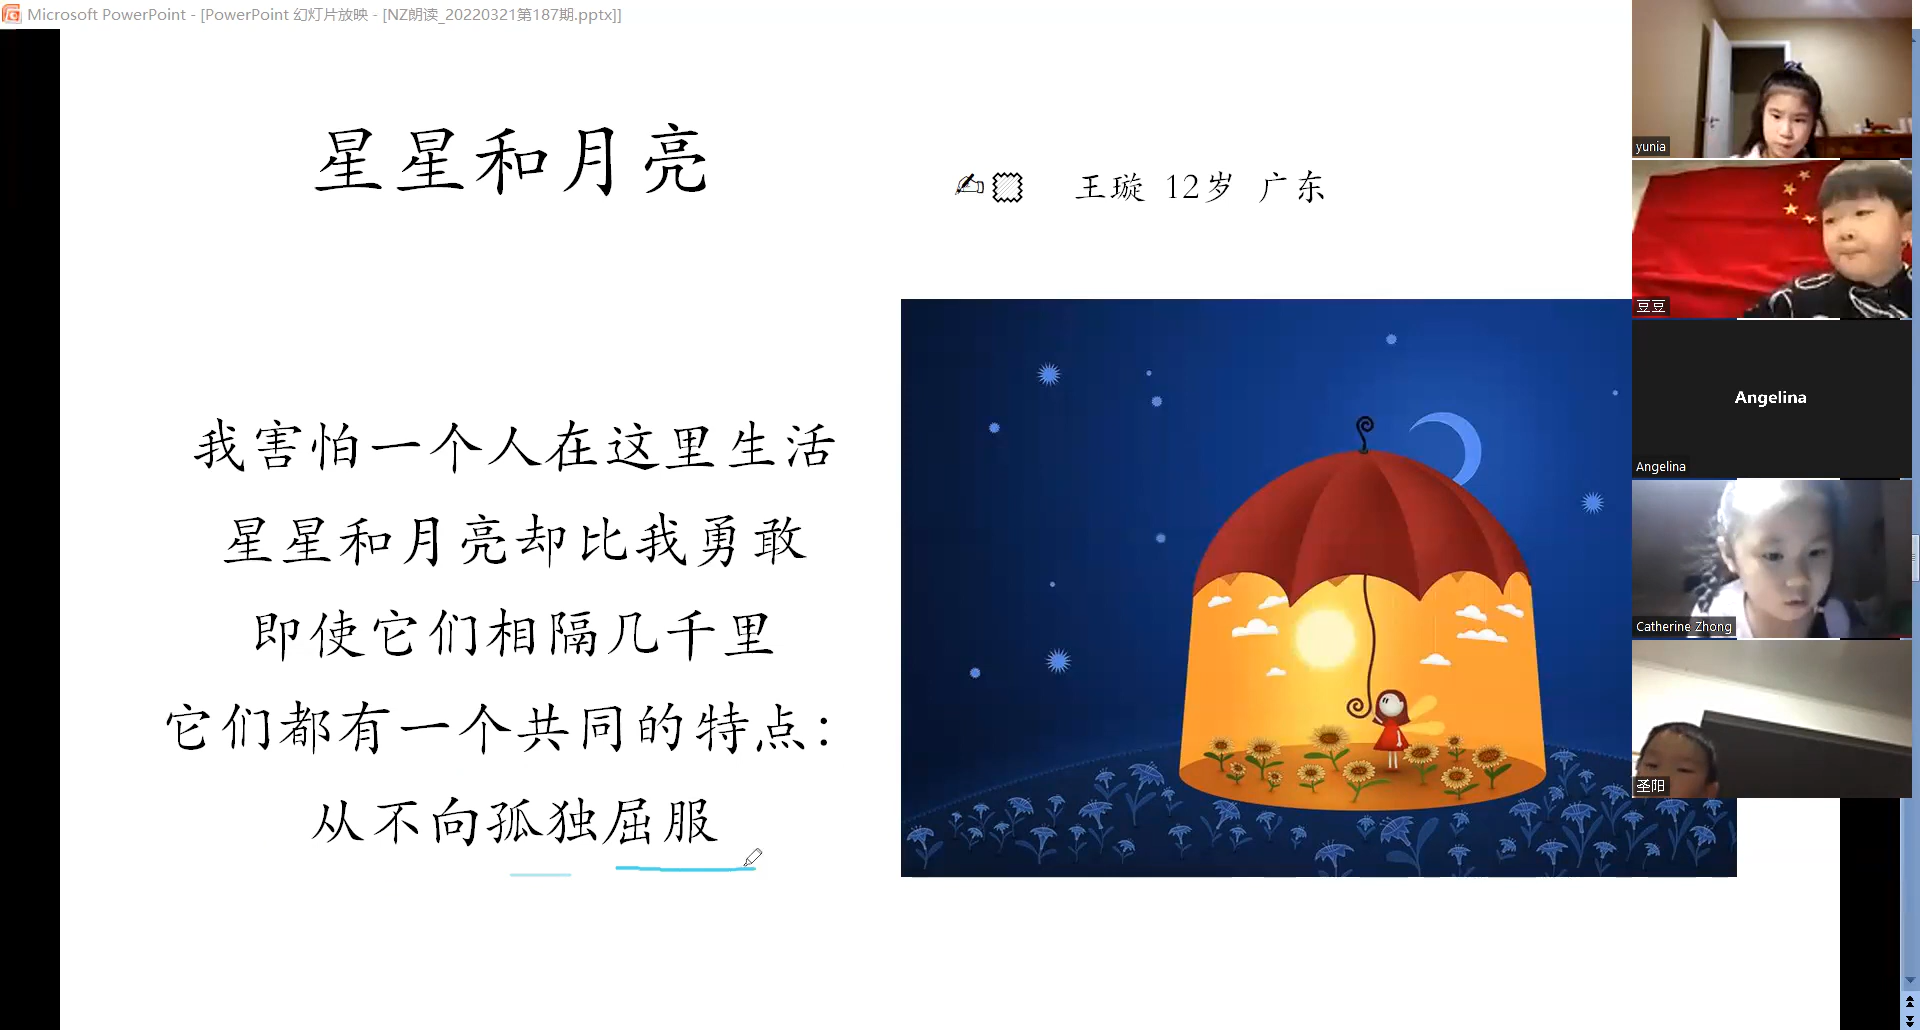 Microsoft PowerPoint - [PowerPoint 幻灯片放映 - [NZ朗读_20220321第187期.pptx]]
星星和月亮
王璇 12岁 广东
我害怕一个人在这里生活
星星和月亮却比我勇敢
即使它们相隔几千里
它们都有一个共同的特点：
从不向孤独屈服
yunia
豆豆
Angelina
Angelina
Catherine Zhong
圣阳